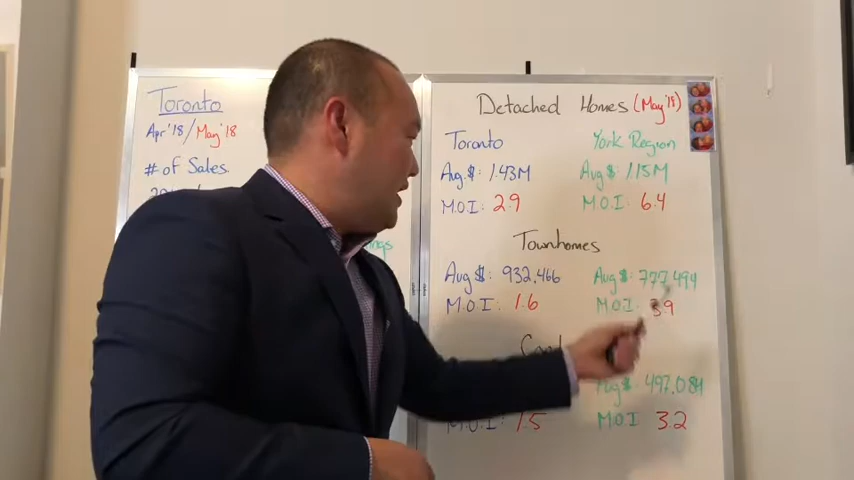 Toronto
Apr'18/May'18
# of Sales
Detached Homes (May'18)
Toronto York Region
Avg $: 1.43M Avg $: 1.15M
M.O.I: 2.9 M.O.I: 6.4
Townhomes
Avg $: 932,466 Avg $: 777,494
M.O.I: 1.6 M.O.I: 3.9
Avg $: 497,084
M.O.I: 1.5 M.O.I: 3.2